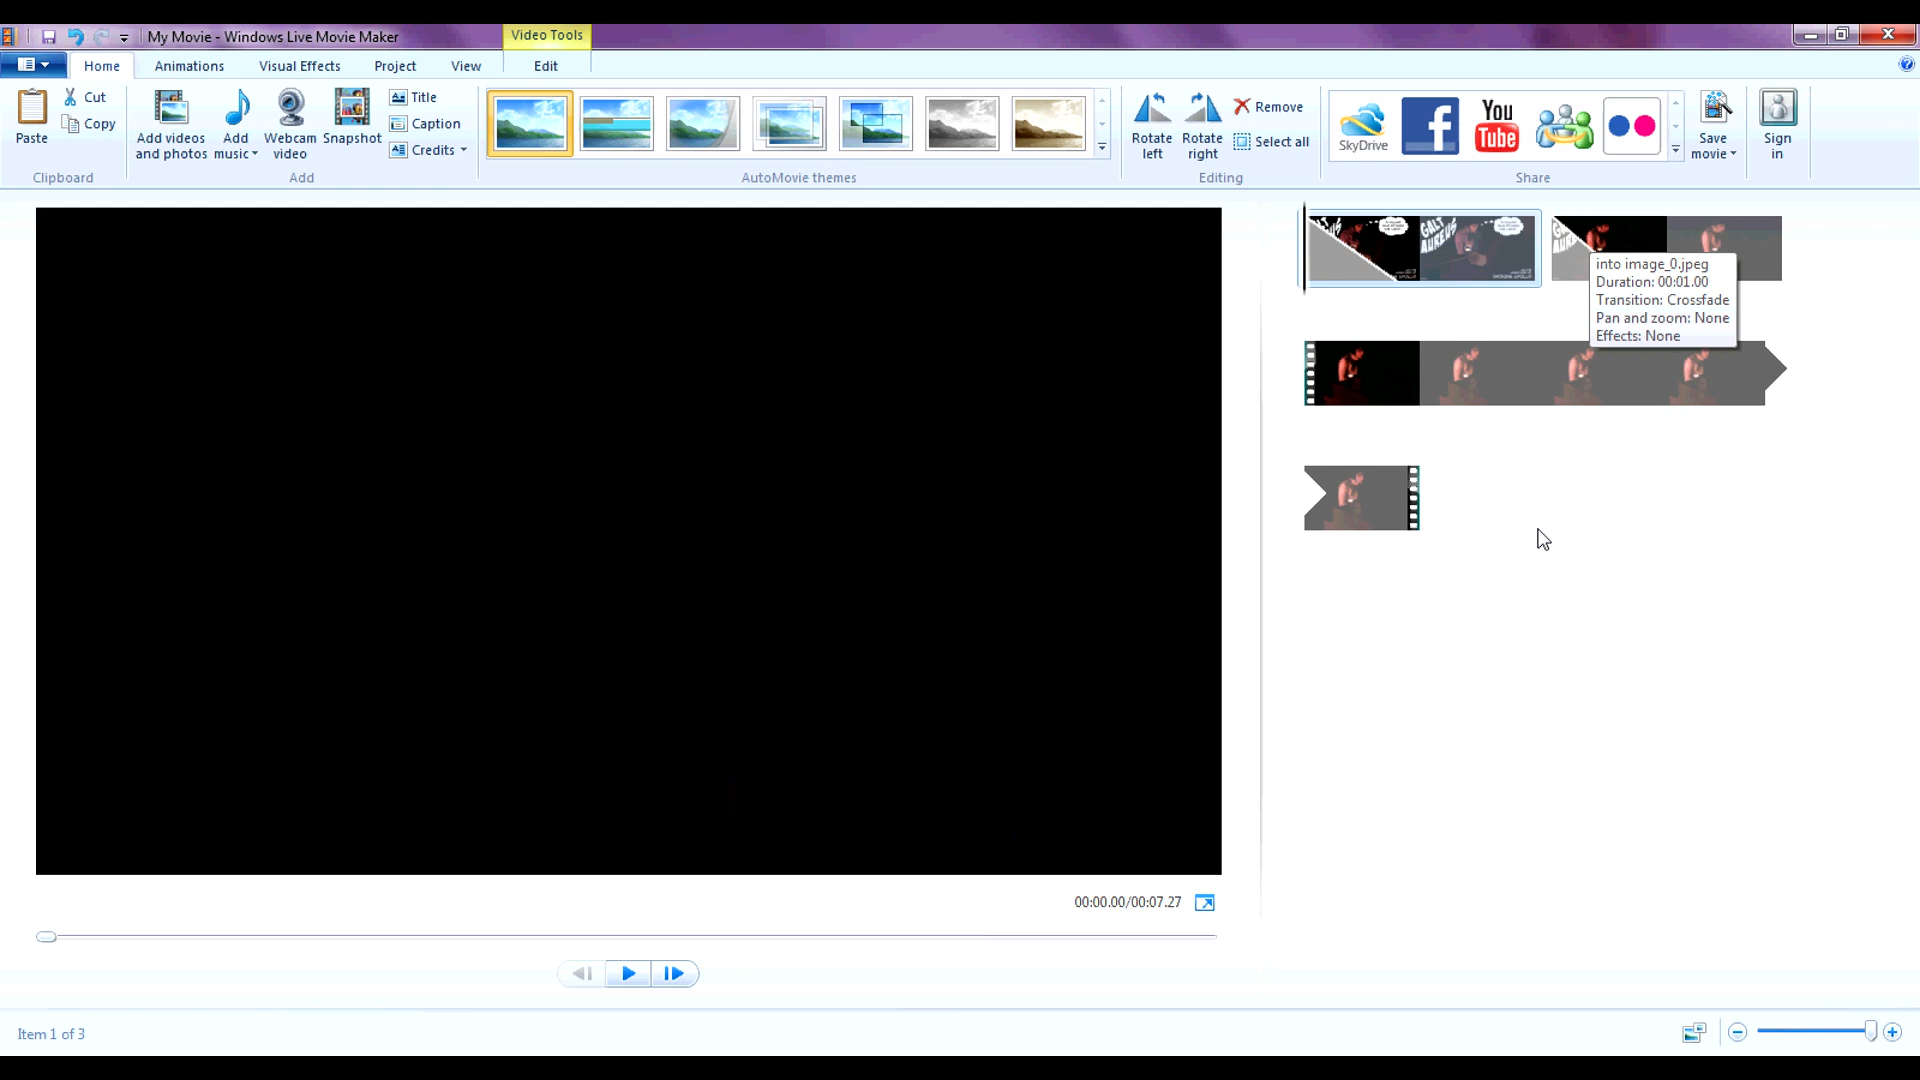 My Movie - Windows Live Movie Maker
Video Tools
Home
Animations
Visual Effects
Project
View
Edit
Paste
Cut
Copy
Clipboard
Add videos
and photos
Add
music
Webcam
video
Snapshot
Title
Caption
Credits
Add
AutoMovie themes
Rotate
left
Rotate
right
Remove
Select all
Editing
SkyDrive
f
You
Tube
Share
Save
movie
Sign
in
GALT
AUREUS
into image_0.jpeg
Duration: 00:01.00
Transition: Crossfade
Pan and zoom: None
Effects: None
00:00.00/00:07.27
Item 1 of 3